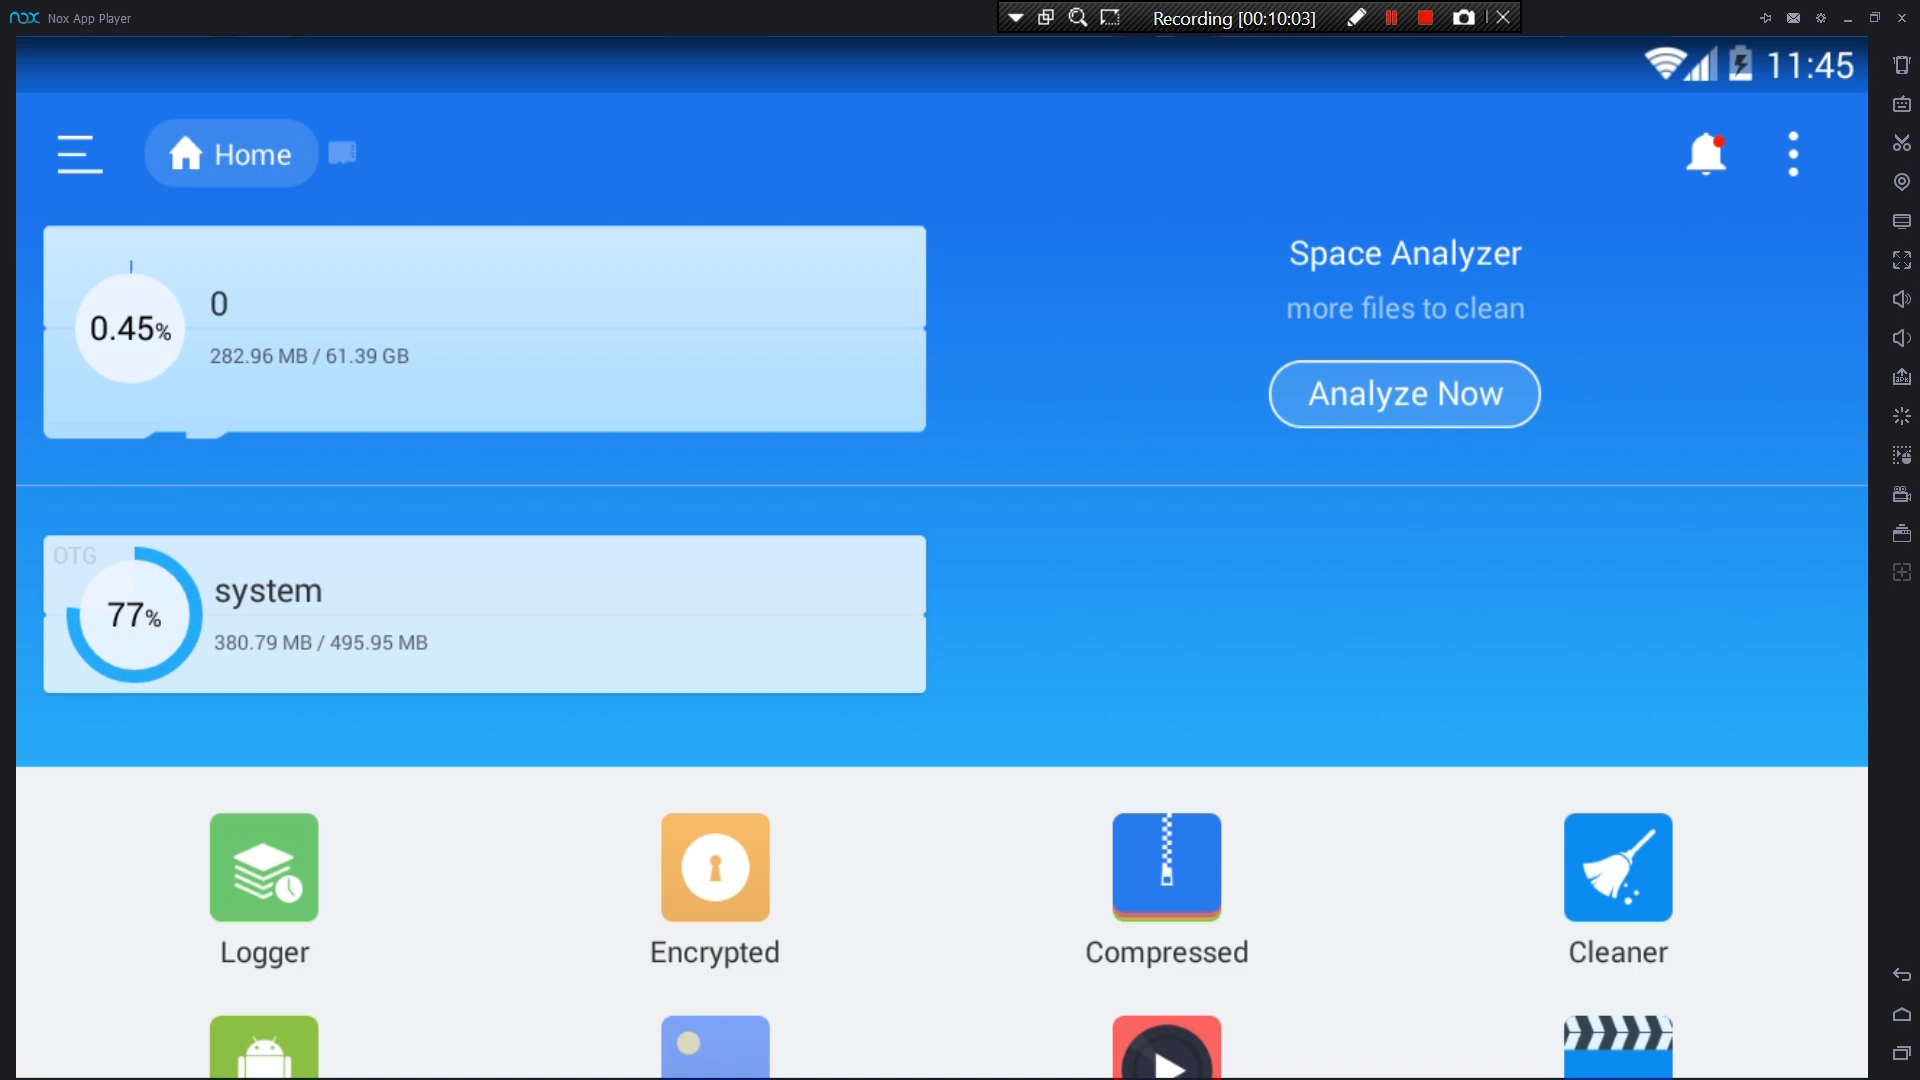 nox Nox App Player
Recording [00:10:03]
11:45
Home
0
0.45%
282.96 MB / 61.39 GB
Space Analyzer
more files to clean
Analyze Now
OTG
system
77%
380.79 MB / 495.95 MB
Logger
Encrypted
Compressed
Cleaner